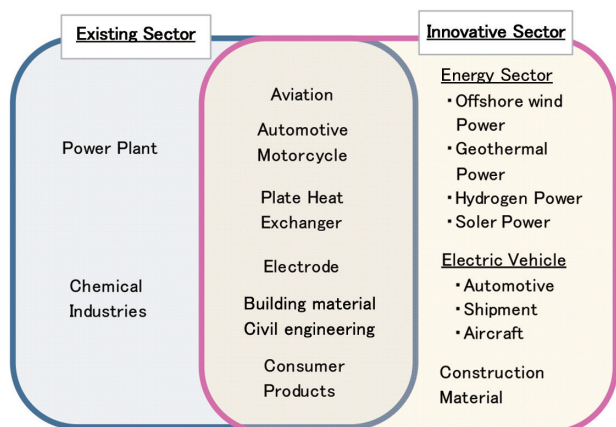 Existing Sector
Innovative Sector
Power Plant
Chemical
Industries
Aviation
Automotive
Motorcycle
Plate Heat
Exchanger
Electrode
Building material
Civil engineering
Consumer
Products
Energy Sector
・Offshore wind
Power
・Geothermal
Power
・Hydrogen Power
・Soler Power
Electric Vehicle
・Automotive
・Shipment
・Aircraft
Construction
Material